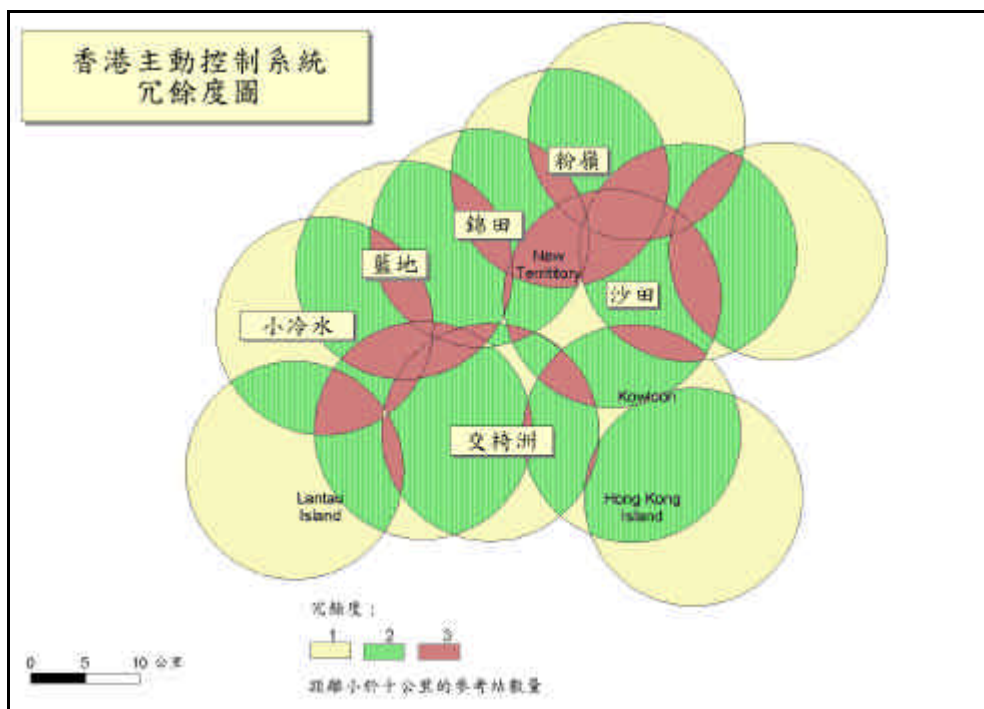 香港主動控制系統
冗餘度圖
粉嶺
錦田
New
Terrtitory
藍地
沙田
小冷水
Kowloon
交椅洲
Lantau
Island
Hong Kong
Island
冗餘度：
1 2 3
0 5 10 公里
距離小於十公里的參考站數量